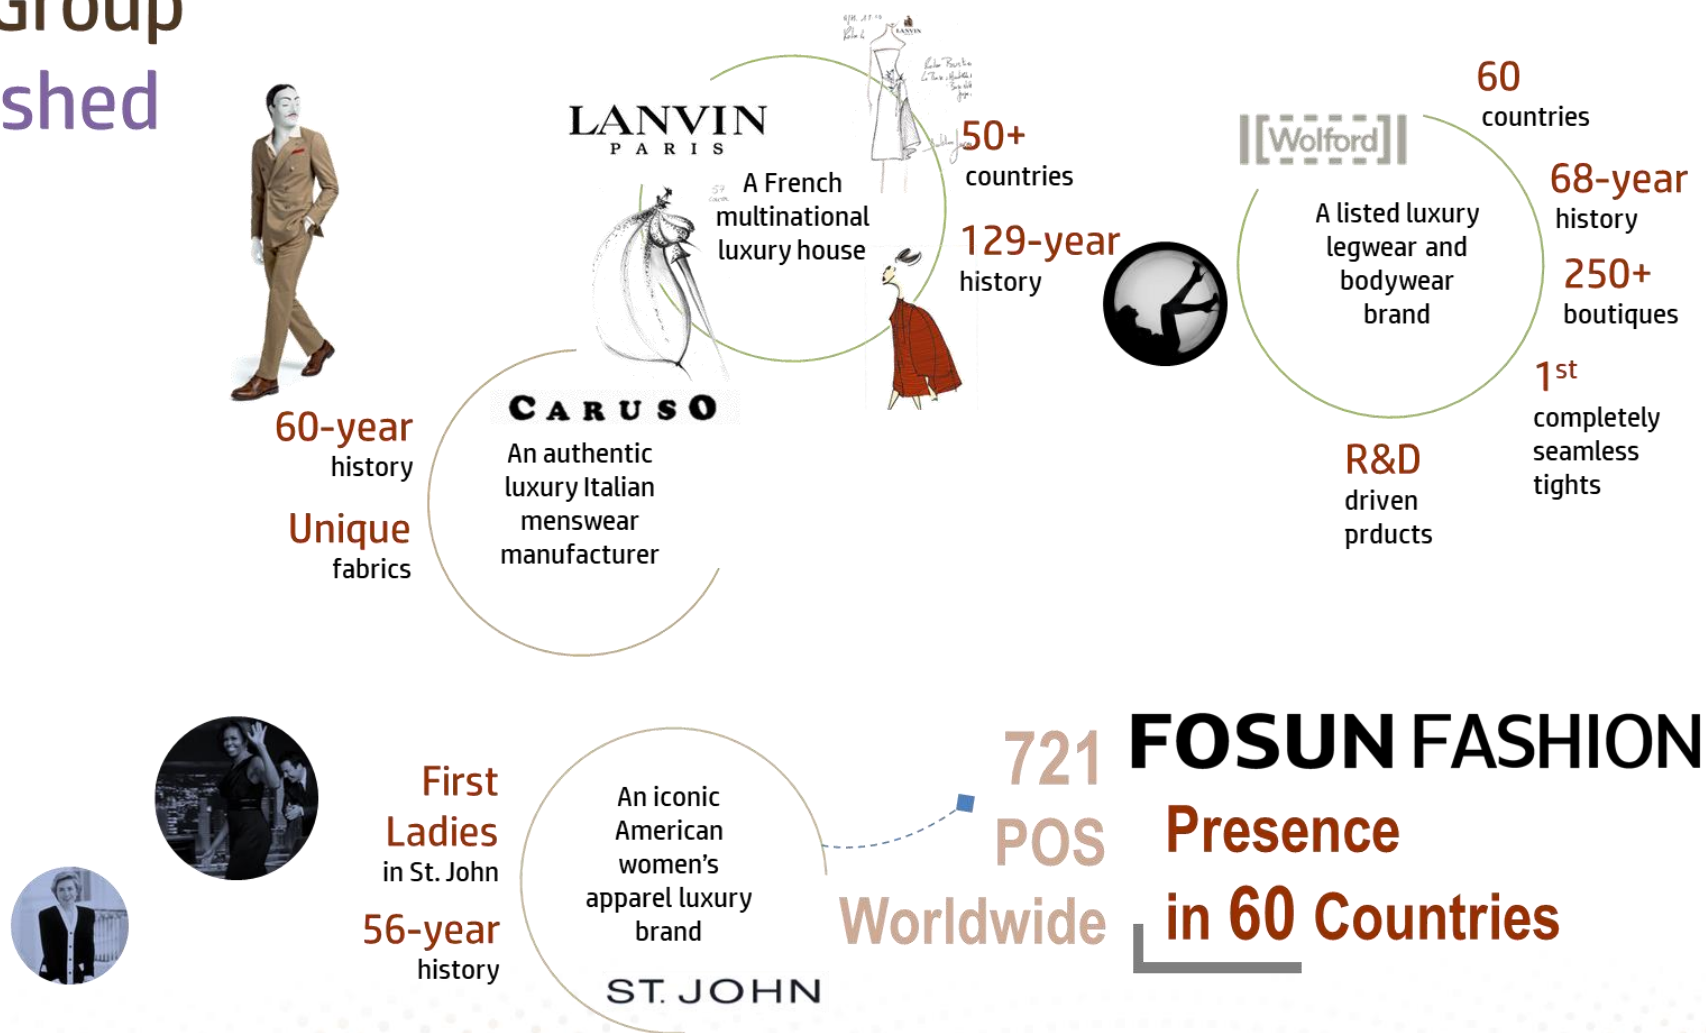 Group
shed
LANVIN
PARIS
A French
multinational
luxury house
50+
countries
129-year
history
LANVIN
[Wolford]
A listed luxury
legwear and
bodywear
brand
60
countries
68-year
history
250+
boutiques
1st
completely
seamless
tights
R&D
driven
prducts
CARUSO
An authentic
luxury Italian
menswear
manufacturer
60-year
history
Unique
fabrics
First
Ladies
in St. John
56-year
history
An iconic
American
women's
apparel luxury
brand
ST. JOHN
721
POS
Worldwide
FOSUN FASHION
Presence
in 60 Countries